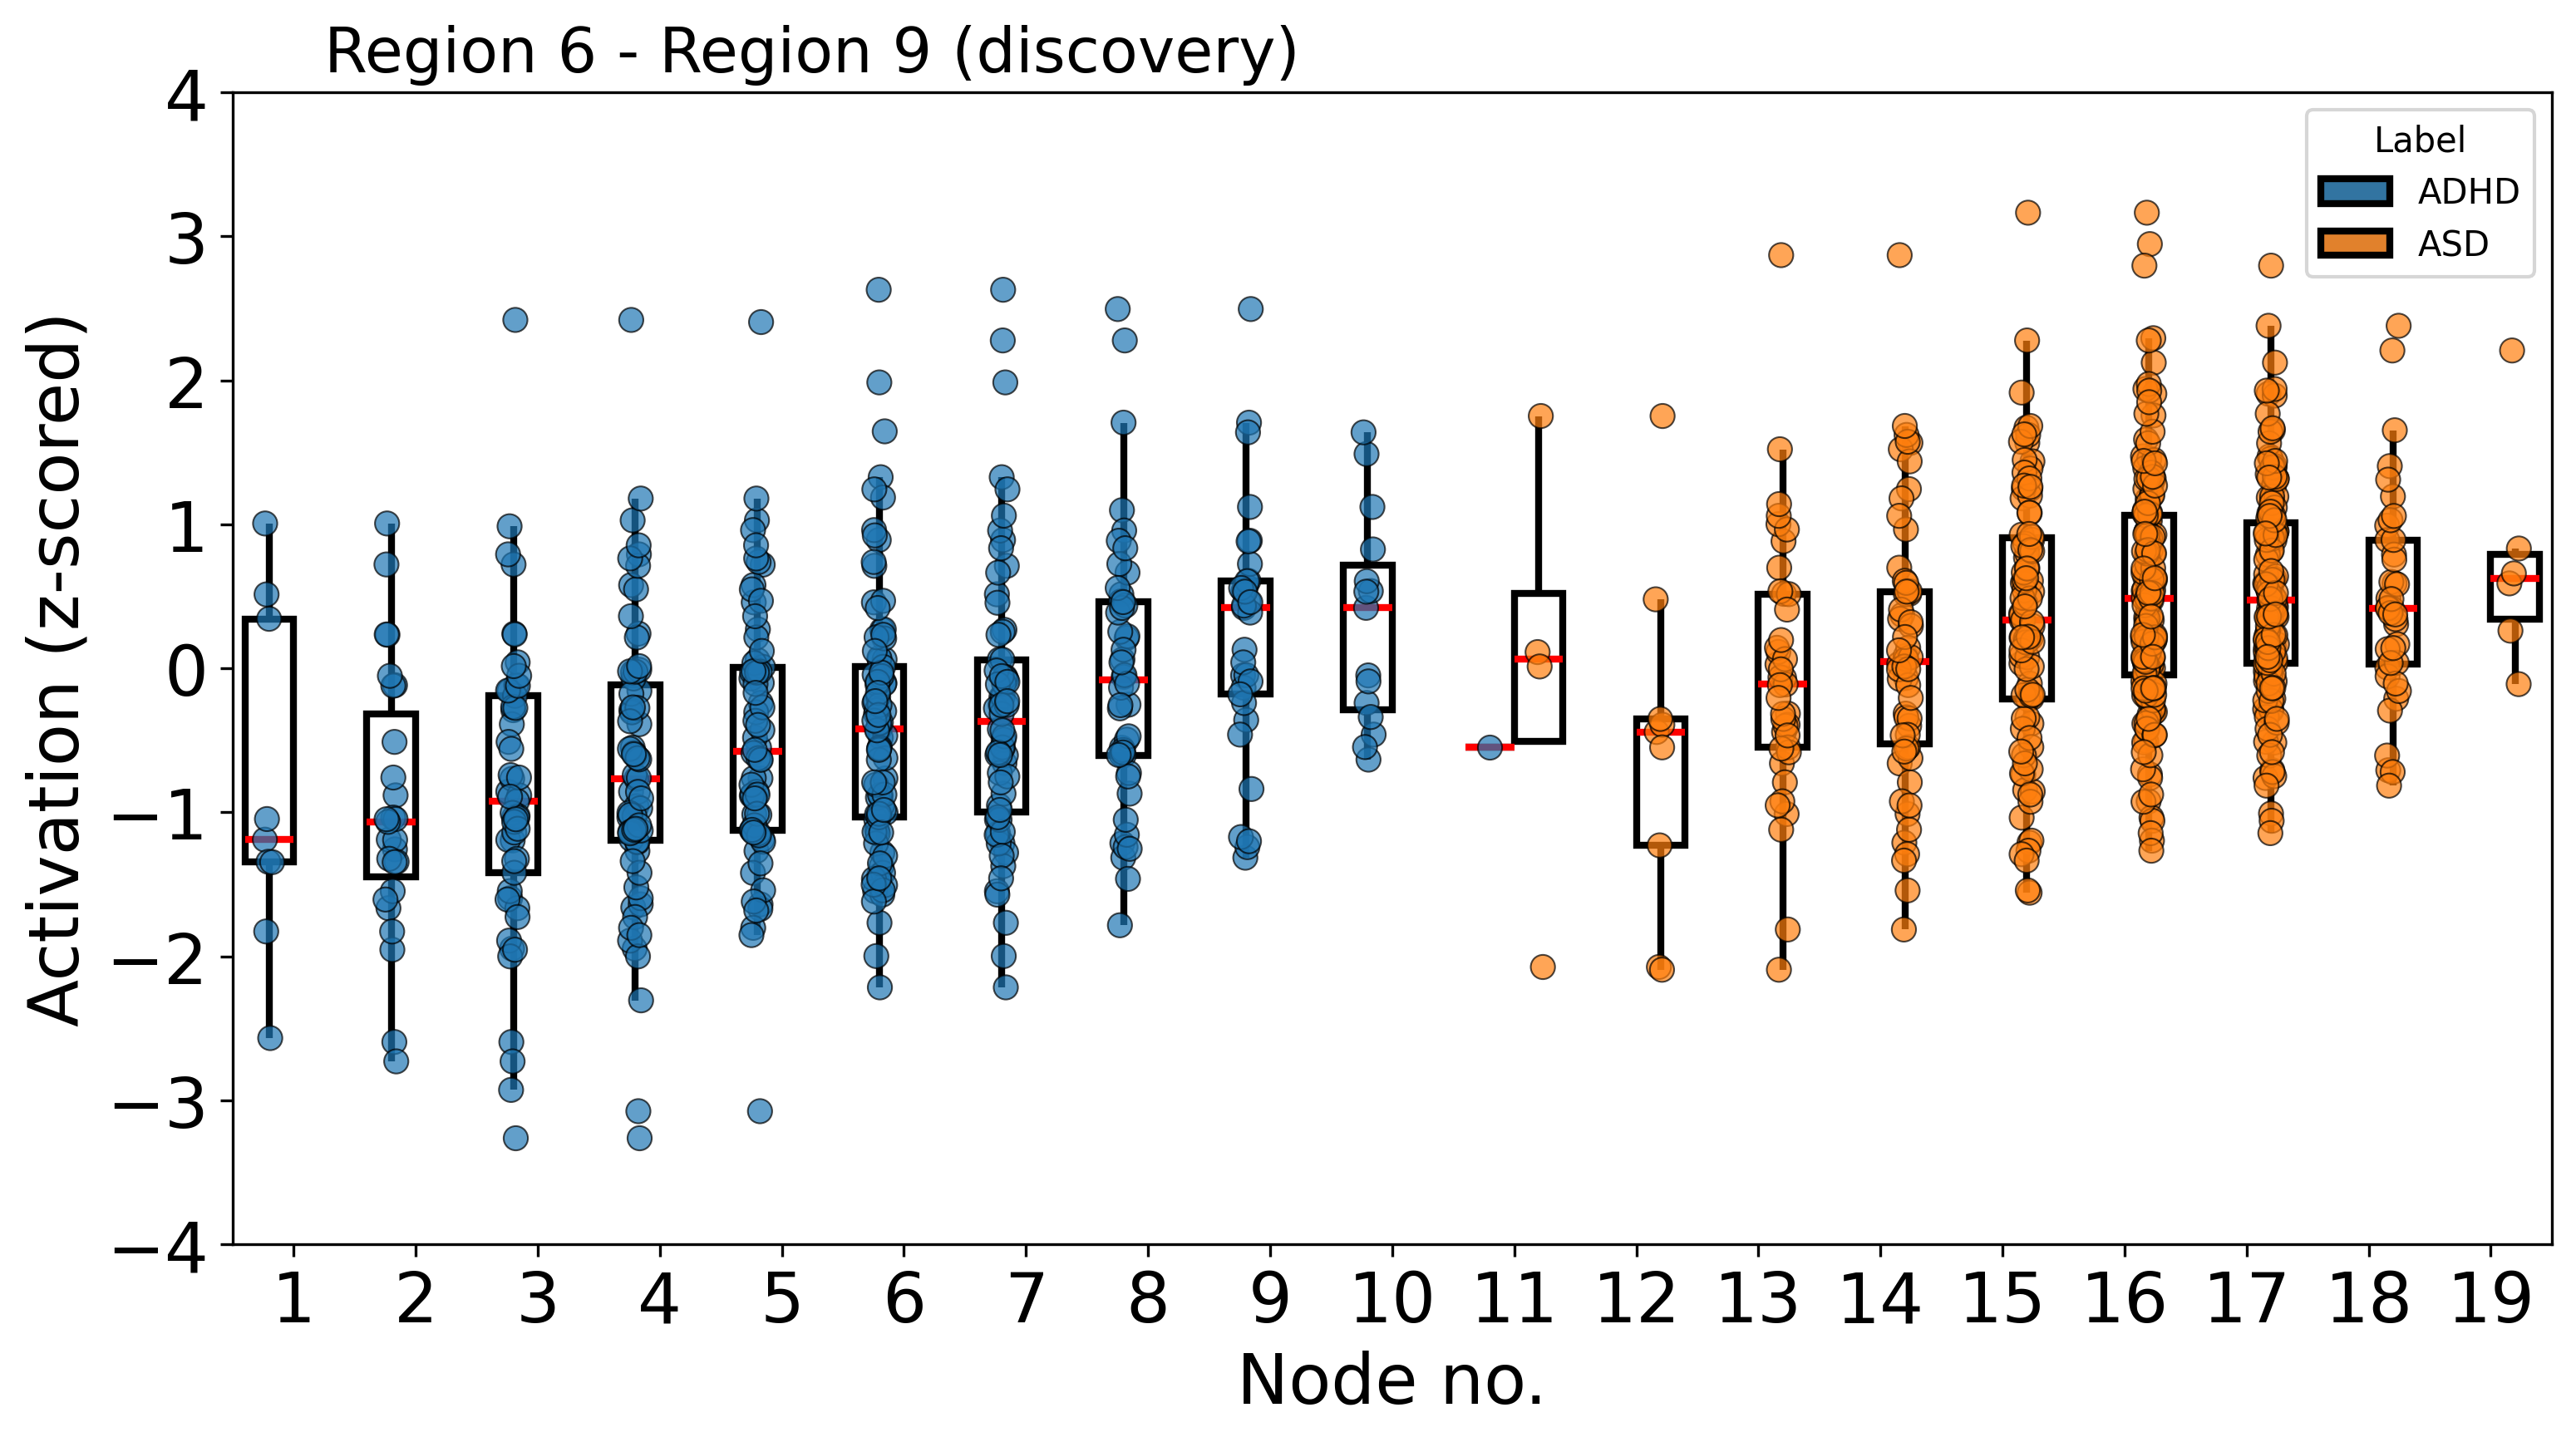 Region 6 - Region 9 (discovery)
Activation (z-scored)
4
3
2
1
0
−1
−2
−3
−4
Label
ADHD
ASD
1 2 3 4 5 6 7 8 9 10 11 12 13 14 15 16 17 18 19
Node no.